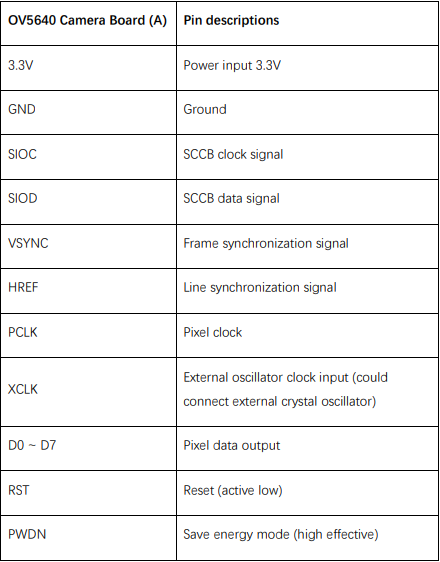 OV5640 Camera Board (A) Pin descriptions
3.3V Power input 3.3V
GND Ground
SIOC SCCB clock signal
SIOD SCCB data signal
VSYNC Frame synchronization signal
HREF Line synchronization signal
PCLK Pixel clock
XCLK External oscillator clock input (could
connect external crystal oscillator)
D0 ~ D7 Pixel data output
RST Reset (active low)
PWDN Save energy mode (high effective)